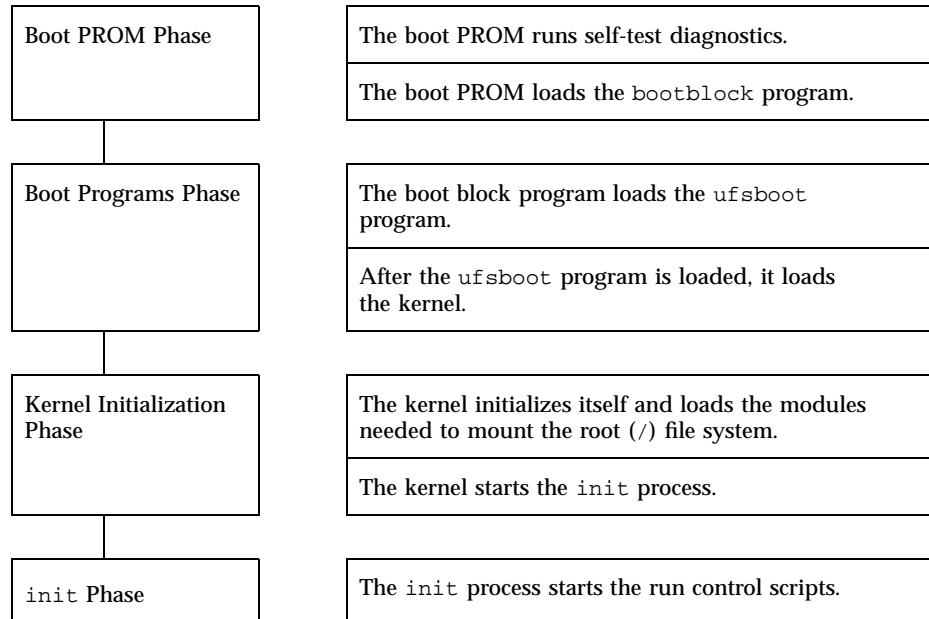 Boot PROM Phase
The boot PROM runs self-test diagnostics.
The boot PROM loads the bootblock program.
Boot Programs Phase
The boot block program loads the ufsboot
program.
After the ufsboot program is loaded, it loads
the kernel.
Kernel Initialization
Phase
The kernel initializes itself and loads the modules
needed to mount the root (/) file system.
The kernel starts the init process.
init Phase
The init process starts the run control scripts.